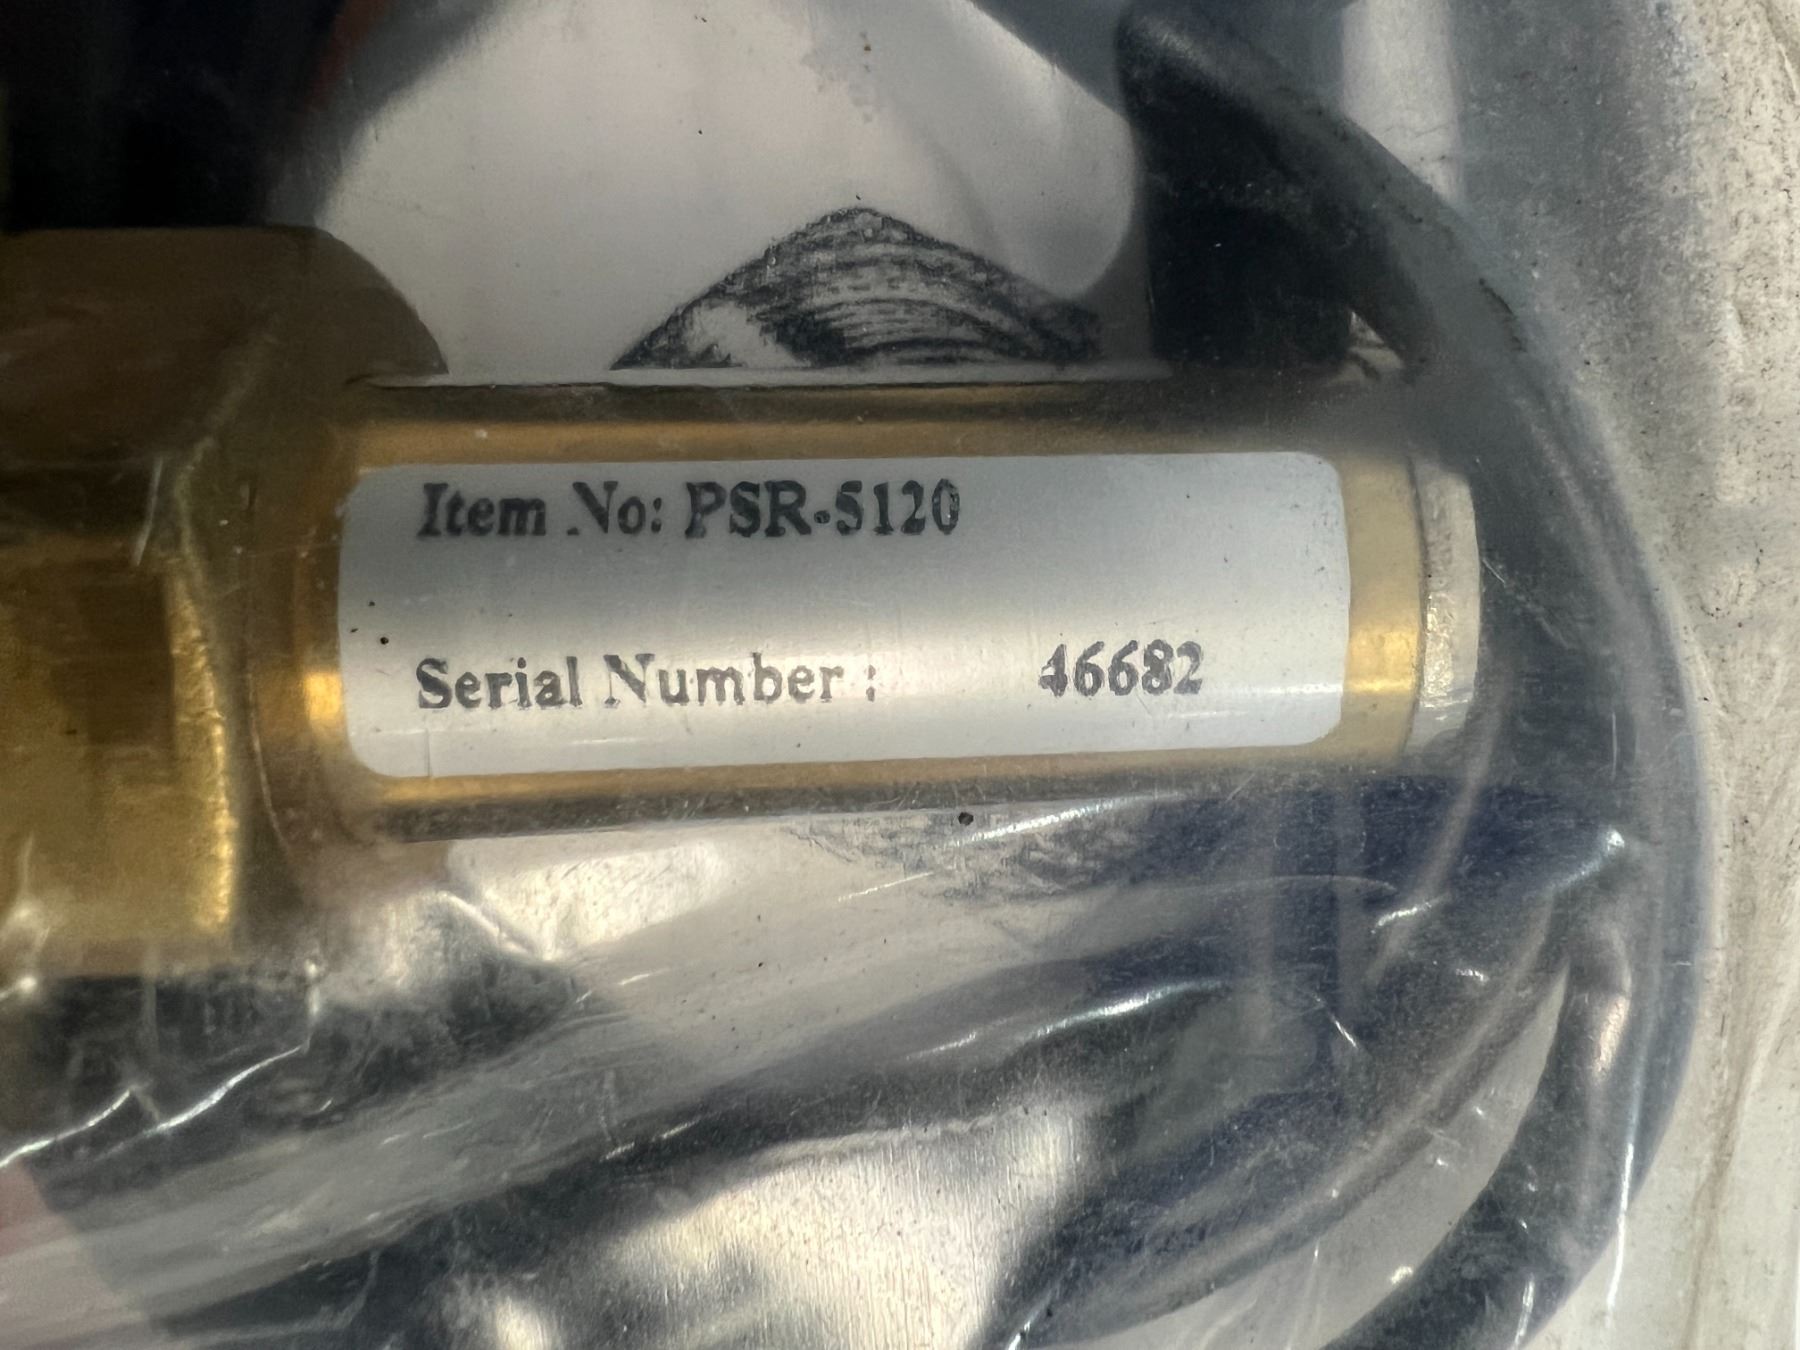 Item No: PSR-5120
Serial Number : 46682